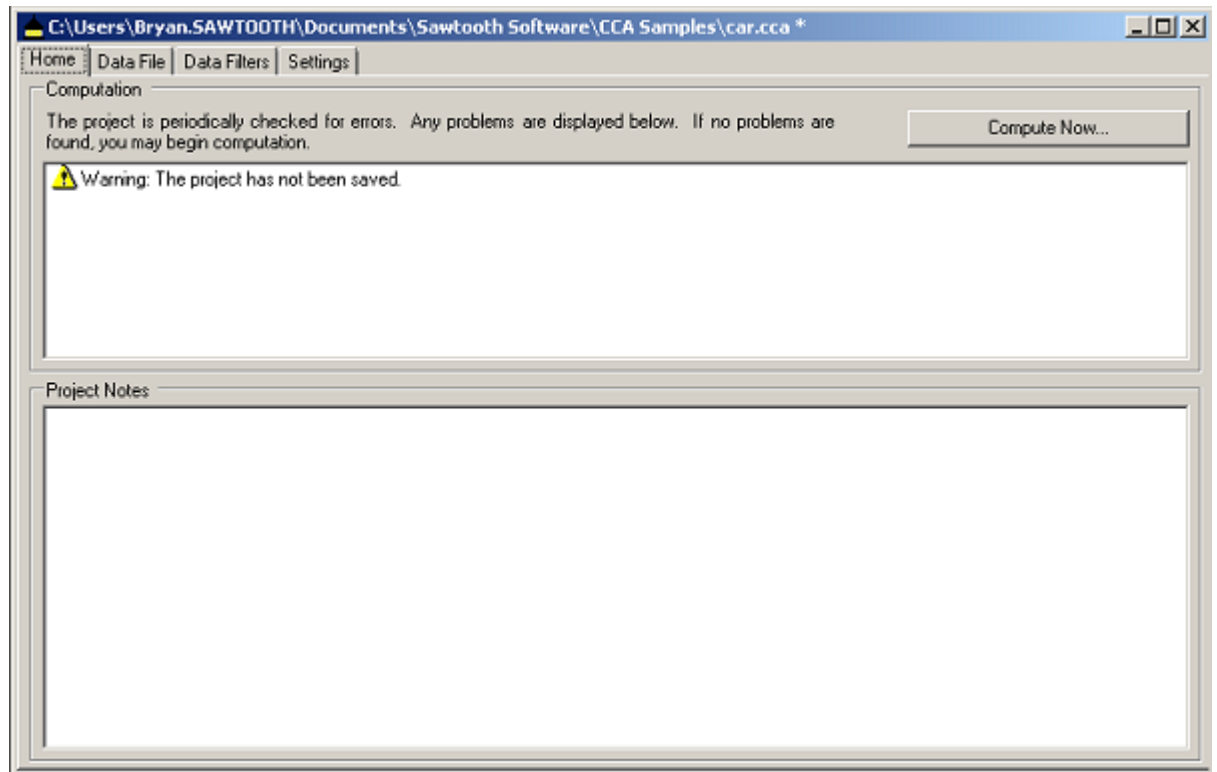 C:\Users\Bryan.SAWTOOTH\Documents\Sawtooth Software\CCA Samples\car.cca *
Home Data File Data Filters Settings
Computation
The project is periodically checked for errors. Any problems are displayed below. If no problems are
found, you may begin computation.
Compute Now...
Warning: The project has not been saved.
Project Notes